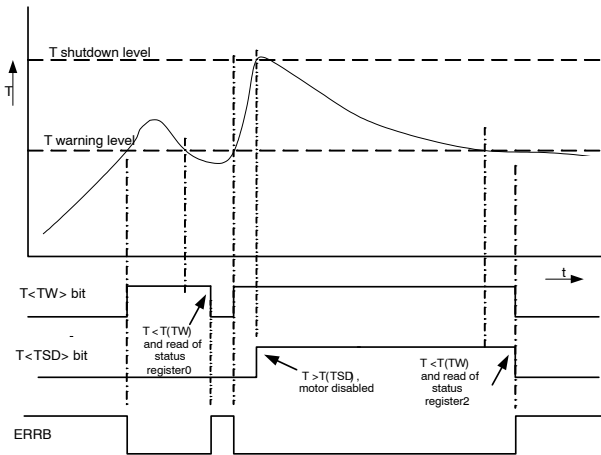 T shutdown level
T
T warning level
t
T<TW> bit
T <T(TW)
and read of
status
register0
-
T<TSD> bit
T >T(TSD) ,
motor disabled
T <T(TW)
and read of
status
register2
ERRB